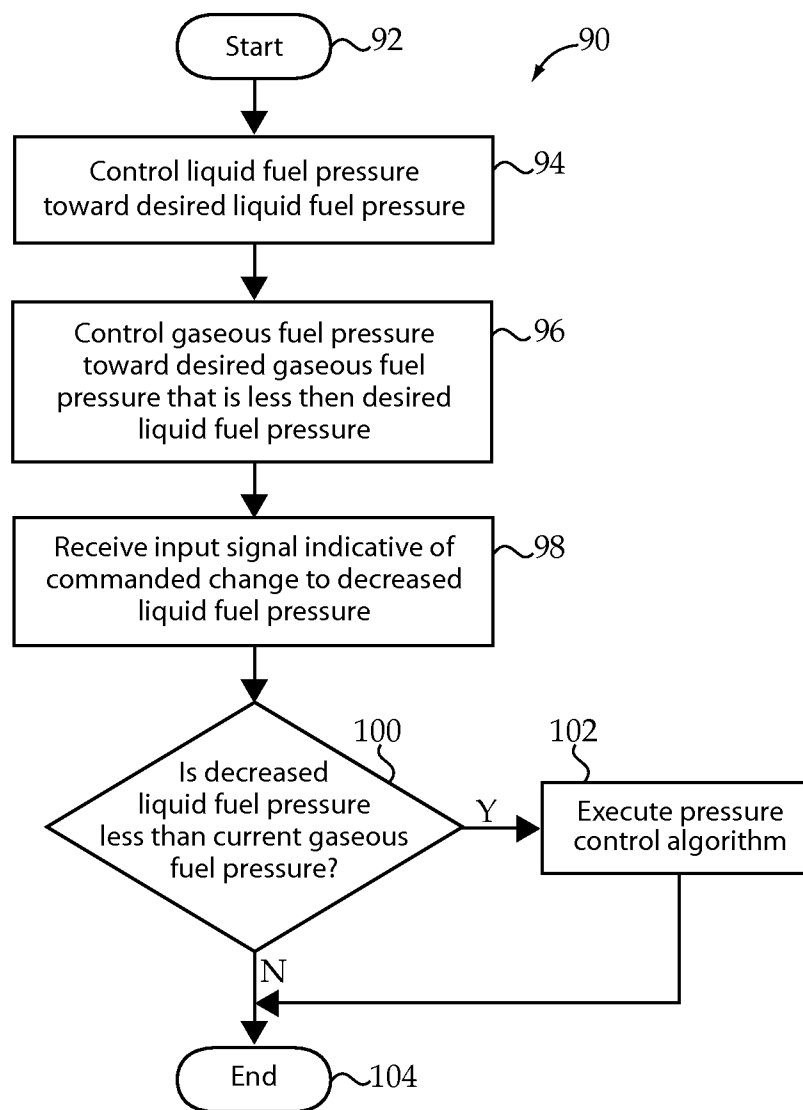 Start
92
90
Control liquid fuel pressure
toward desired liquid fuel pressure
94
Control gaseous fuel pressure
toward desired gaseous fuel
pressure that is less then desired
liquid fuel pressure
96
Receive input signal indicative of
commanded change to decreased
liquid fuel pressure
98
100
Is decreased
liquid fuel pressure
less than current gaseous
fuel pressure?
Y
102
Execute pressure
control algorithm
N
End
104